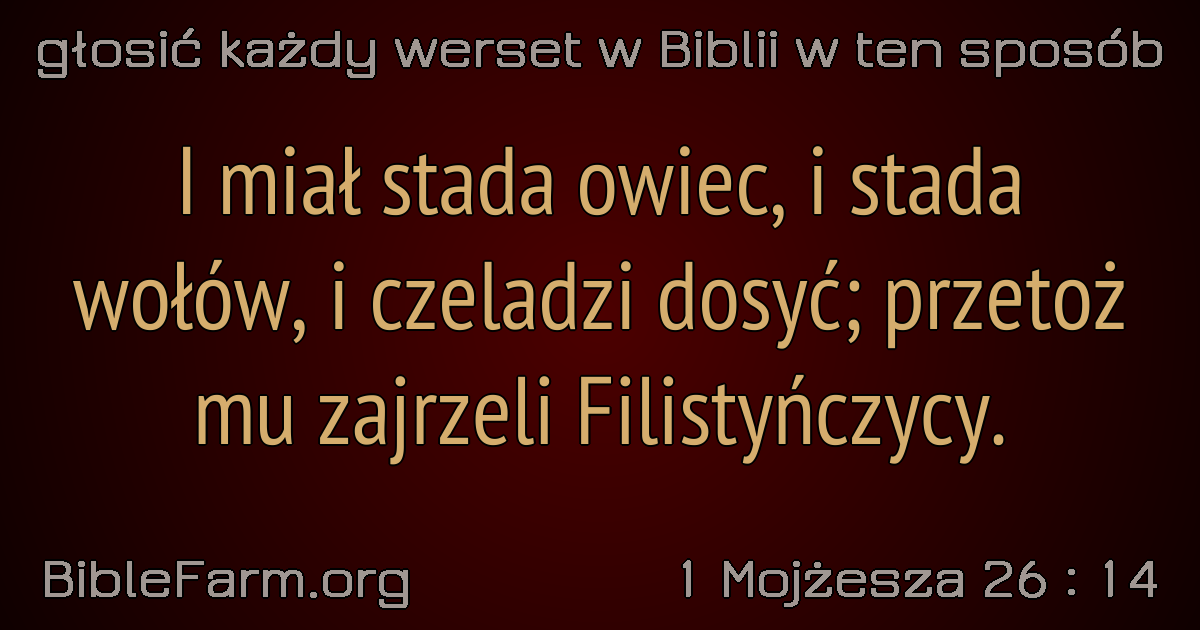 głosić każdy werset w Biblii w ten sposób
I miał stada owiec, i stada
wołów, i czeladzi dosyć; przetoż
mu zajrzeli Filistyńczycy.
BibleFarm.org
1 Mojżesza 26 : 14